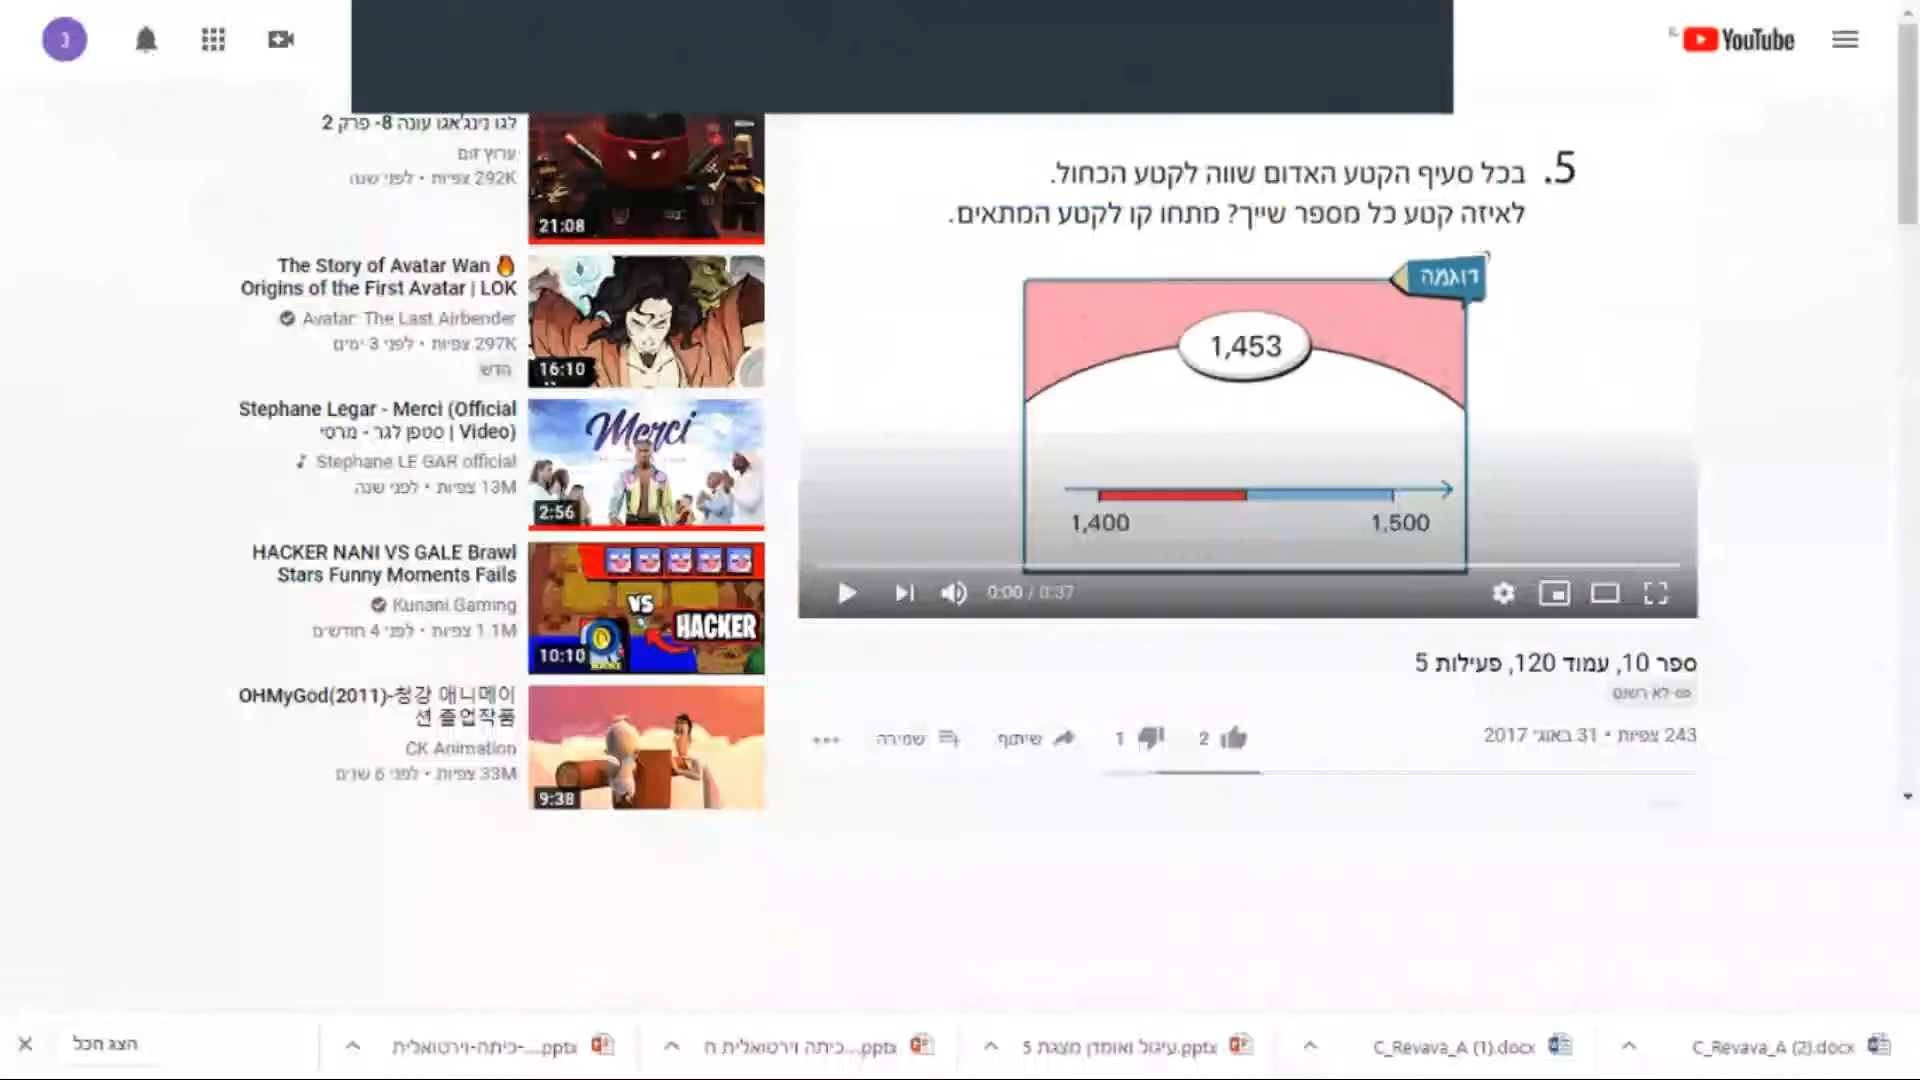 YouTube
5. בכל סעיף הקטע האדום שווה לקטע הכחול.
לאיזה קטע כל מספר שייך? מתחו קו לקטע המתאים.
דוגמה
1,453
1,400
1,500
0:00 / 0:37
ספר 10, עמוד 120, פעילות 5
לא רשום
243 צפיות • 31 באוג׳ 2017
2
1
שיתוף
שמירה
לגו נינג'אגו עונה 8- פרק 2
ערוץ זום
292K צפיות • לפני שנה
21:08
The Story of Avatar Wan 🔥
Origins of the First Avatar | LOK
Avatar: The Last Airbender
297K צפיות • לפני 3 ימים
חדש
16:10
Stephane Legar - Merci (Official
Video) | סטפן לגר - מרסי
Stephane LE GAR official
13M צפיות • לפני שנה
Merci
2:56
HACKER NANI VS GALE Brawl
Stars Funny Moments Fails
Kunani Gaming
1.1M צפיות • לפני 4 חודשים
VS
HACKER
10:10
OHMyGod(2011)-청강 애니메이
션 졸업작품
CK Animation
33M צפיות • לפני 6 שנים
9:38
C_Revava_A (2).docx
C_Revava_A (1).docx
עיגול ואומדן מצגת 5.pptx
כיתה וירטואלית ח....pptx
כיתה-וירטואלית-....pptx
הצג הכל